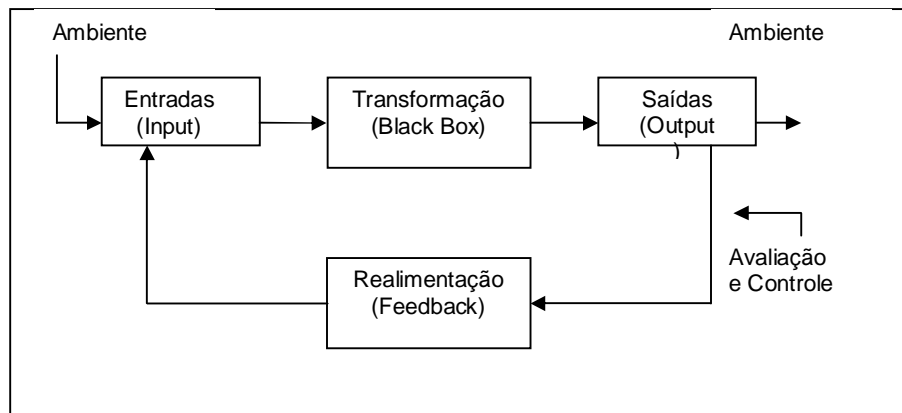 Ambiente
Ambiente
Entradas
(Input)
Transformação
(Black Box)
Saídas
(Output
)
Avaliação
e Controle
Realimentação
(Feedback)